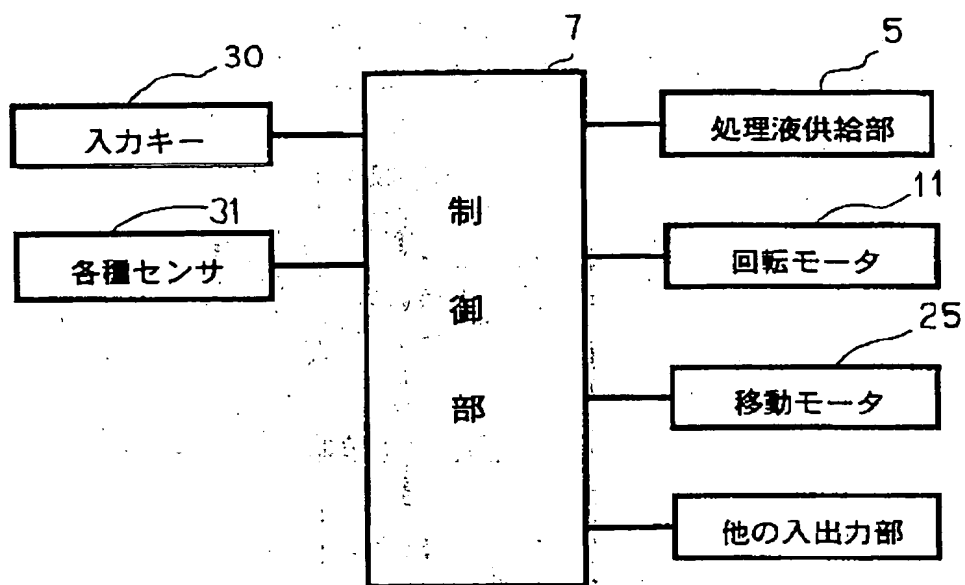 30
入力キー
31
各種センサ
7
制御部
5
処理液供給部
11
回転モータ
25
移動モータ
他の入出力部